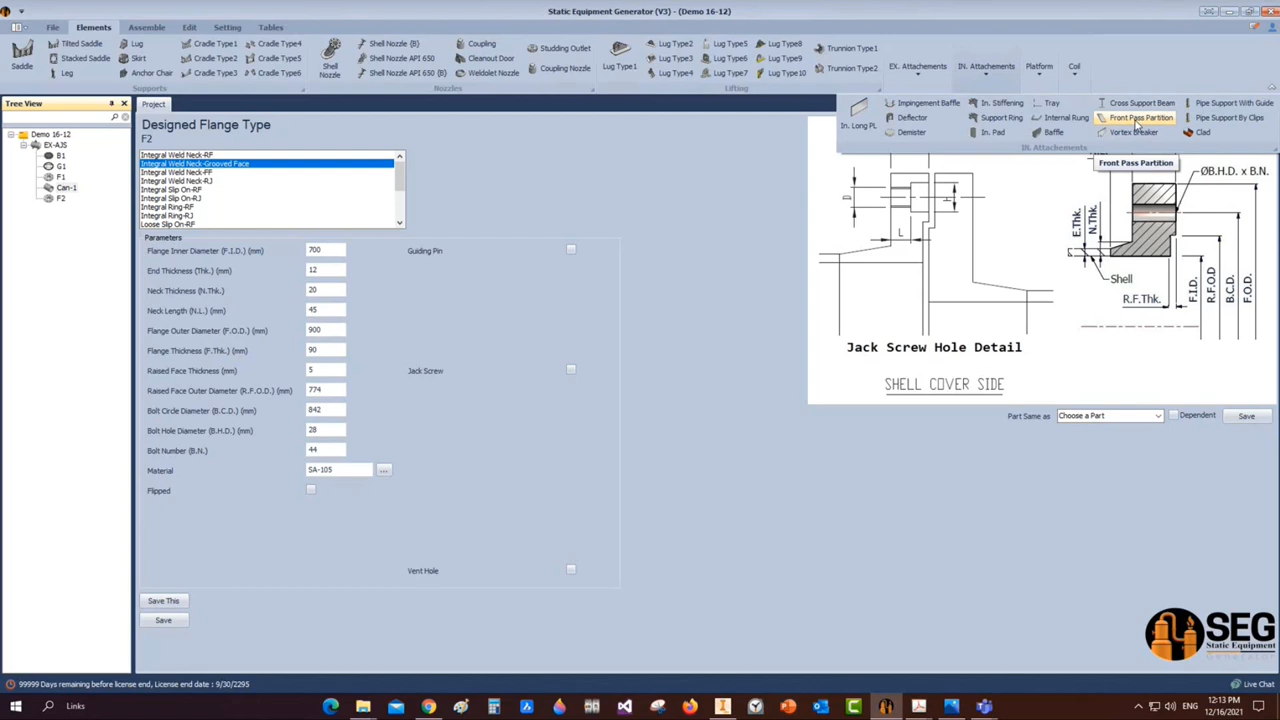 Static Equipment Generator (V3) - (Demo 16-12)
File Elements Assemble Edit Setting Tables
Saddle
Tilted Saddle
Stacked Saddle
Leg
Lug
Skirt
Anchor Chair
Cradle Type1
Cradle Type2
Cradle Type3
Cradle Type4
Cradle Type5
Cradle Type6
Supports
Shell Nozzle
Shell Nozzle (B)
Shell Nozzle API 650
Shell Nozzle API 650 (B)
Coupling
Cleanout Door
Weldolet Nozzle
Studding Outlet
Coupling Nozzle
Nozzles
Lug Type1
Lug Type2
Lug Type3
Lug Type4
Lug Type5
Lug Type6
Lug Type7
Lug Type8
Lug Type9
Lug Type10
Trunnion Type1
Trunnion Type2
Lifting
EX. Attachements
IN. Attachements
Platform
Coil
In. Long PL
Impingement Baffle
Deflector
Demister
In. Stiffening
Support Ring
In. Pad
Tray
Internal Rung
Baffle
Cross Support Beam
Front Pass Partition
Vortex Breaker
Pipe Support With Guide
Pipe Support By Clips
Clad
IN. Attachements
Front Pass Partition
Tree View
Demo 16-12
EX-AJS
B1
G1
F1
Can-1
F2
Project
Designed Flange Type
F2
Integral Weld Neck-RF
Integral Weld Neck-Grooved Face
Integral Weld Neck-FF
Integral Weld Neck-RJ
Integral Slip On-RF
Integral Slip On-RJ
Integral Ring-RF
Integral Ring-RJ
Loose Slip On-RF
Parameters
Flange Inner Diameter (F.I.D.) (mm) 700
End Thickness (Thk.) (mm) 12
Neck Thickness (N.Thk.) 20
Neck Length (N.L.) (mm) 45
Flange Outer Diameter (F.O.D.) (mm) 900
Flange Thickness (F.Thk.) (mm) 90
Raised Face Thickness (mm) 5
Raised Face Outer Diameter (R.F.O.D.) (mm) 774
Bolt Circle Diameter (B.C.D.) (mm) 842
Bolt Hole Diameter (B.H.D.) (mm) 28
Bolt Number (B.N.) 44
Material SA-105 ...
Flipped
Guiding Pin
Jack Screw
Vent Hole
Save This
Save
D
h
L
Jack Screw Hole Detail
SHELL COVER SIDE
ØB.H.D. x B.N.
E.Thk.
N.Thk.
Shell
R.F.Thk.
F.I.D.
R.F.O.D
B.C.D.
F.O.D.
Part Same as Choose a Part Dependent Save
SEG
Static Equipment
Generator
99999 Days remaining before license end, License end date : 9/30/2295
Live Chat
Links
ENG
12:13 PM
12/16/2021